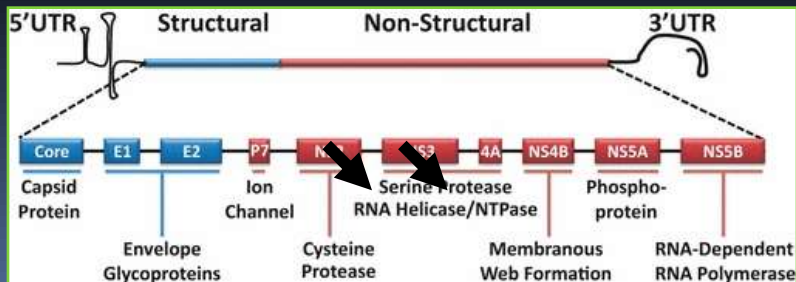 5'UTR Structural Non-Structural 3'UTR
Core E1 E2 P7 NS3 4A NS4B NS5A NS5B
Capsid Protein
Ion Channel
Serine Protease
RNA Helicase/NTPase
Phospho-
protein
Envelope
Glycoproteins
Cysteine
Protease
Membranous
Web Formation
RNA-Dependent
RNA Polymerase